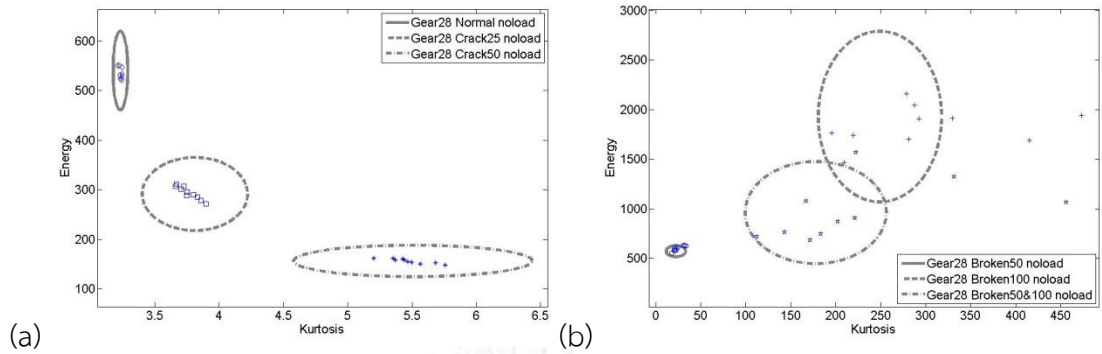 Gear28 Normal noload
Gear28 Crack25 noload
Gear28 Crack50 noload
600
500
400
300
200
100
Energy
3.5
4
4.5
5
5.5
6
6.5
Kurtosis
(a)
3000
2500
2000
1500
1000
500
Energy
Gear28 Broken50 noload
Gear28 Broken100 noload
Gear28 Broken50&100 noload
0
50
100
150
200
250
300
350
400
450
Kurtosis
(b)